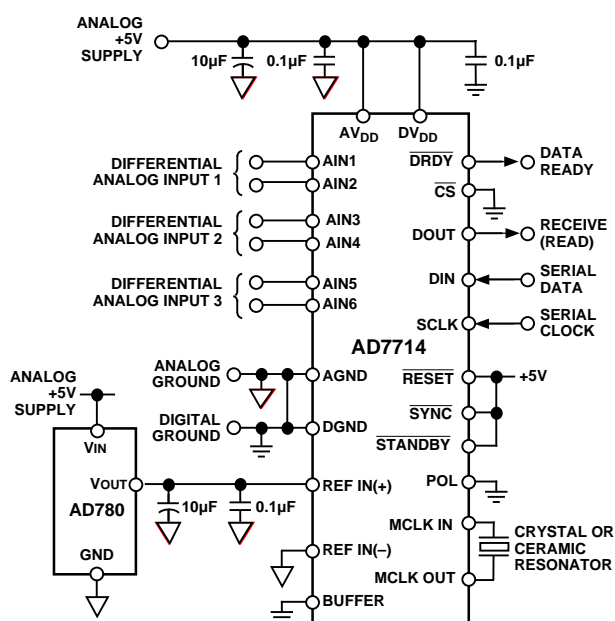 ANALOG
+5V
SUPPLY
10µF
0.1µF
0.1µF
AVDD
DVDD
DIFFERENTIAL
ANALOG INPUT 1
AIN1
AIN2
DRDY
DATA
READY
CS
DIFFERENTIAL
ANALOG INPUT 2
AIN3
AIN4
DOUT
RECEIVE
(READ)
DIFFERENTIAL
ANALOG INPUT 3
AIN5
AIN6
DIN
SERIAL
DATA
SCLK
SERIAL
CLOCK
AD7714
ANALOG
GROUND
AGND
RESET
+5V
ANALOG
+5V
SUPPLY
DIGITAL
GROUND
DGND
SYNC
STANDBY
VIN
VOUT
AD780
GND
10µF
0.1µF
REF IN(+)
POL
REF IN(–)
MCLK IN
CRYSTAL OR
CERAMIC
RESONATOR
MCLK OUT
BUFFER